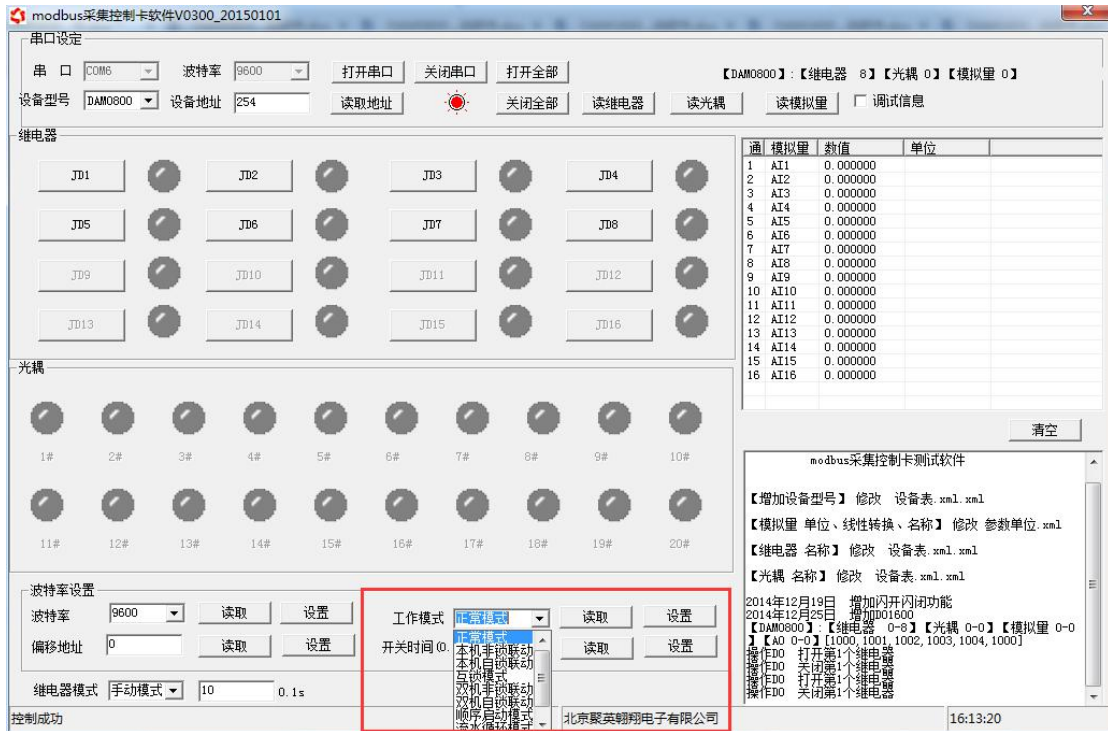 modbus采集控制卡软件V0300_20150101
串口设定
串 口 COM6 波特率 9600 打开串口 关闭串口 打开全部 【DAM0800】:【继电器 8】【光耦 0】【模拟量 0】
设备型号 DAM0800 设备地址 254 读取地址 关闭全部 读继电器 读光耦 读模拟量 调试信息
继电器
JD1 JD2 JD3 JD4
JD5 JD6 JD7 JD8
JD9 JD10 JD11 JD12
JD13 JD14 JD15 JD16
通 模拟量 数值 单位
1 AI1 0.000000
2 AI2 0.000000
3 AI3 0.000000
4 AI4 0.000000
5 AI5 0.000000
6 AI6 0.000000
7 AI7 0.000000
8 AI8 0.000000
9 AI9 0.000000
10 AI10 0.000000
11 AI11 0.000000
12 AI12 0.000000
13 AI13 0.000000
14 AI14 0.000000
15 AI15 0.000000
16 AI16 0.000000
光耦
1# 2# 3# 4# 5# 6# 7# 8# 9# 10#
11# 12# 13# 14# 15# 16# 17# 18# 19# 20#
清空
modbus采集控制卡测试软件
【增加设备型号】 修改 设备表.xml.xml
【模拟量 单位、线性转换、名称】 修改 参数单位.xml
【继电器 名称】 修改 设备表.xml.xml
【光耦 名称】 修改 设备表.xml.xml
2014年12月19日 增加闪开闪闭功能
2014年12月25日 增加DO1600
【DAM0800】:【继电器 0-8】【光耦 0-0】【模拟量 0-0
】【AO 0-0】[1000,1001,1002,1003,1004,1000]
操作DO 打开第1个继电器
操作DO 关闭第1个继电器
操作DO 打开第1个继电器
操作DO 关闭第1个继电器
波特率设置
波特率 9600 读取 设置
偏移地址 0 读取 设置
继电器模式 手动模式 10 0.1s
工作模式 正常模式 读取 设置
开关时间(0. 读取 设置
正常模式
本机非锁联动
本机自锁联动
互锁模式
双机非锁联动
双机自锁联动
顺序启动模式
流水循环模式
控制成功 北京聚英翱翔电子有限公司 16:13:20